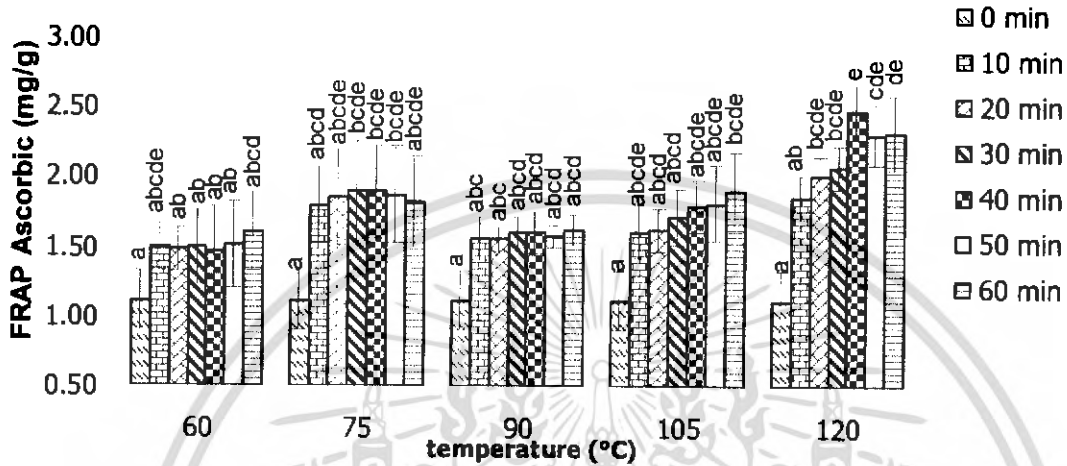 FRAP Ascorbic (mg/g)
3.00
2.50
2.00
1.50
1.00
0.50
a
abcde
ab
ab
ab
ab
abcd
a
abcd
abcde
bcde
bcde
bcde
abcde
a
abc
abc
abcd
abcd
abcd
abcd
a
abcde
abcd
abcd
abcde
abcde
bcde
a
ab
bcde
bcde
e
cde
de
60
75
90
105
120
temperature (°C)
0 min
10 min
20 min
30 min
40 min
50 min
60 min